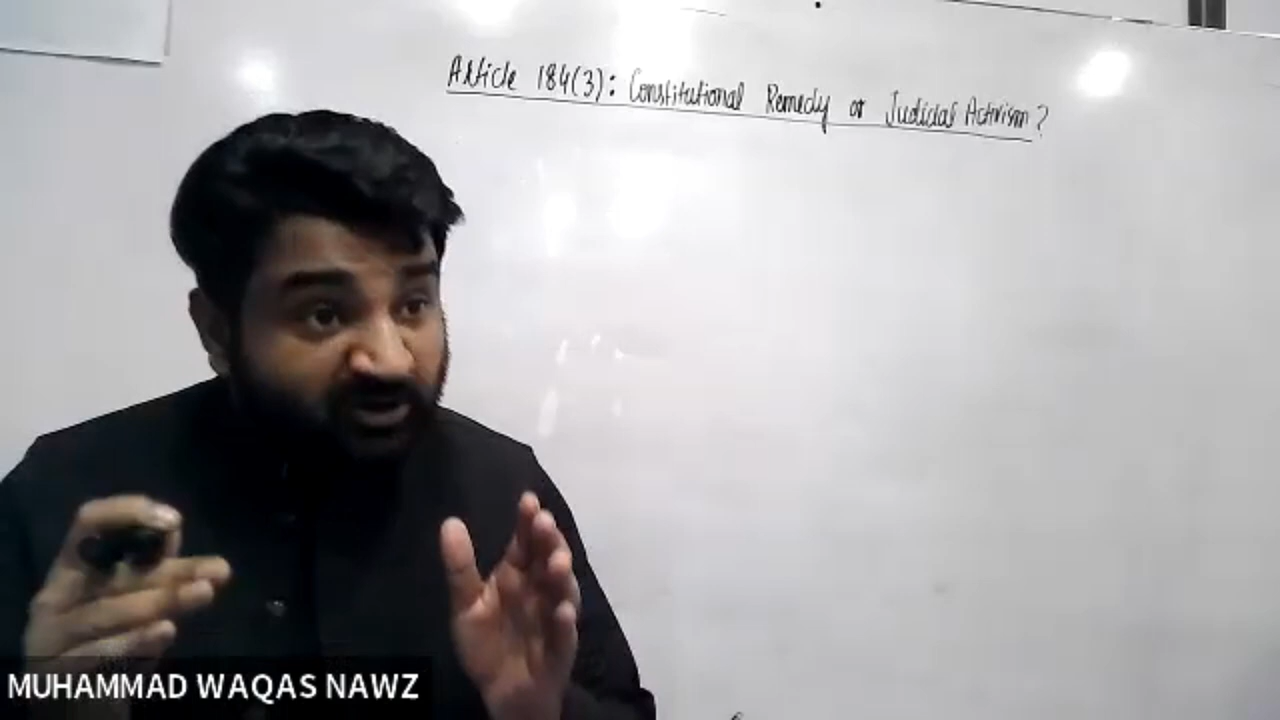 Article 184(3): Constitutional Remedy or Judicial Activism?
MUHAMMAD WAQAS NAWZ